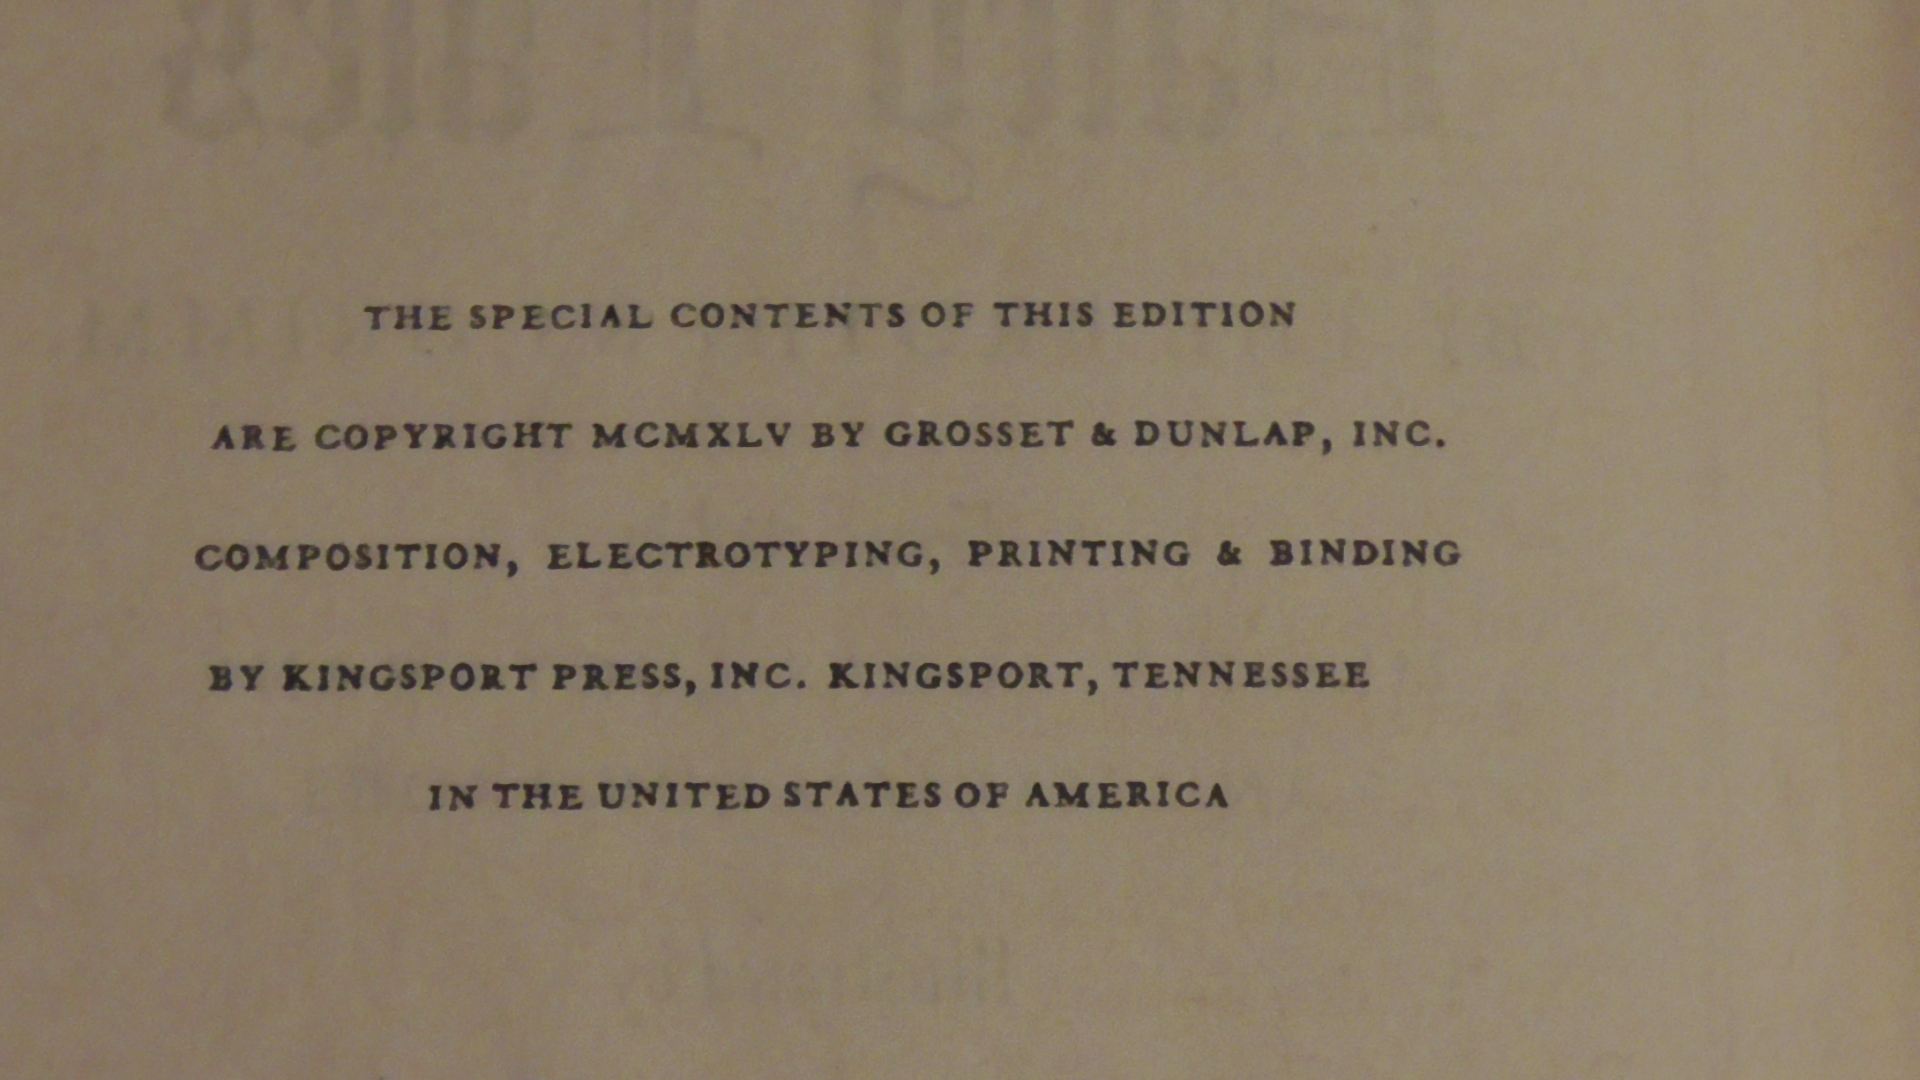 THE SPECIAL CONTENTS OF THIS EDITION
ARE COPYRIGHT MCMXLV BY GROSSET & DUNLAP, INC.
COMPOSITION, ELECTROTYPING, PRINTING & BINDING
BY KINGSPORT PRESS, INC. KINGSPORT, TENNESSEE
IN THE UNITED STATES OF AMERICA